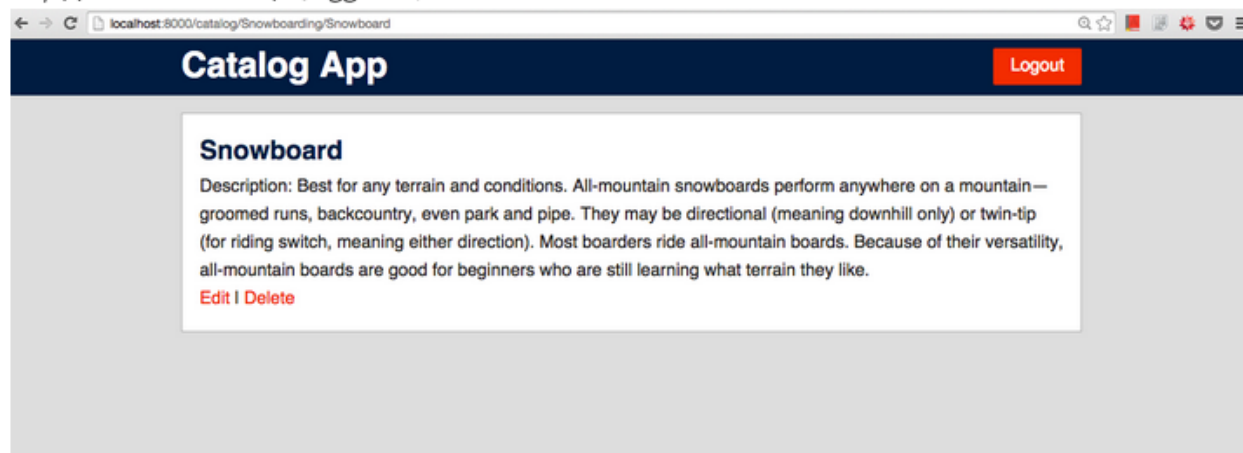 localhost:8000/catalog/Snowboarding/Snowboard
Catalog App
Logout
Snowboard
Description: Best for any terrain and conditions. All-mountain snowboards perform anywhere on a mountain—
groomed runs, backcountry, even park and pipe. They may be directional (meaning downhill only) or twin-tip
(for riding switch, meaning either direction). Most boarders ride all-mountain boards. Because of their versatility,
all-mountain boards are good for beginners who are still learning what terrain they like.
Edit | Delete